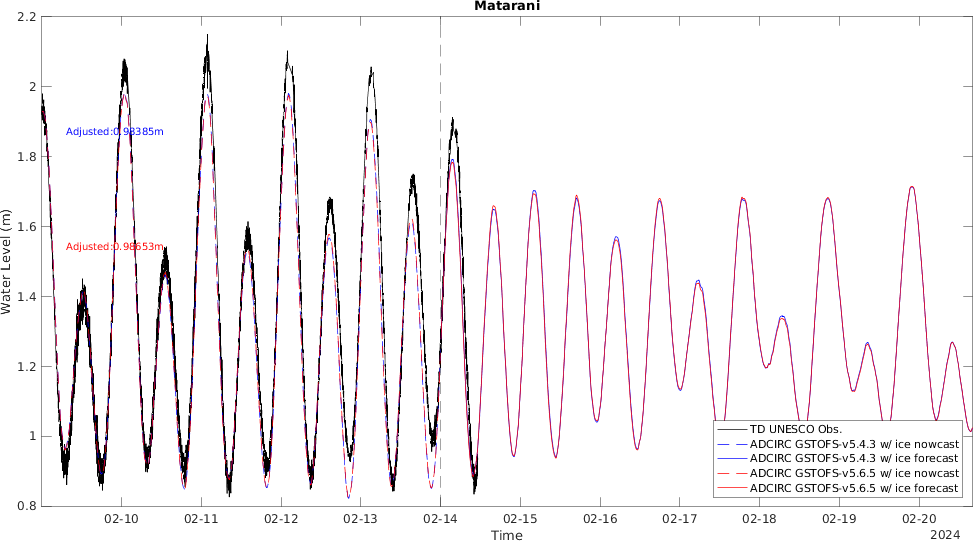 Matarani
2.2
2
1.8
1.6
1.4
1.2
1
0.8
Water Level (m)
Adjusted:0.98385m
Adjusted:0.98653m
TD UNESCO Obs.
ADCIRC GSTOFS-v5.4.3 w/ ice nowcast
ADCIRC GSTOFS-v5.4.3 w/ ice forecast
ADCIRC GSTOFS-v5.6.5 w/ ice nowcast
ADCIRC GSTOFS-v5.6.5 w/ ice forecast
02-10 02-11 02-12 02-13 02-14 02-15 02-16 02-17 02-18 02-19 02-20
Time
2024